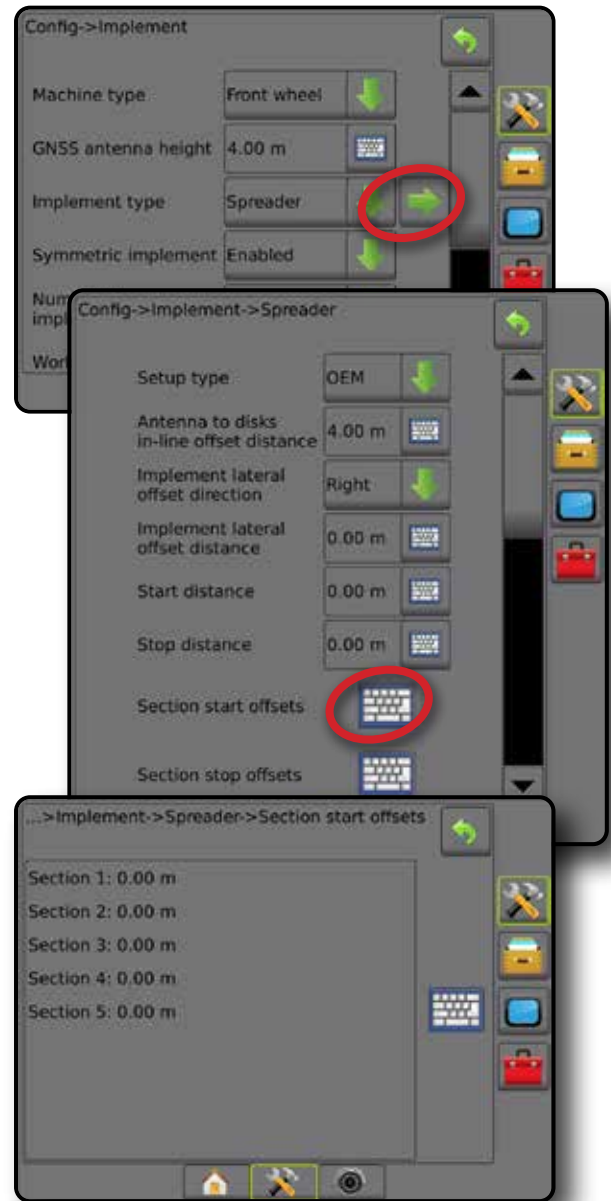 Config->Implement
Machine type Front wheel
GNSS antenna height 4.00 m
Implement type Spreader
Symmetric implement Enabled
Config->Implement->Spreader
Setup type OEM
Antenna to disks
in-line offset distance 4.00 m
Implement lateral
offset direction Right
Implement lateral
offset distance 0.00 m
Start distance 0.00 m
Stop distance 0.00 m
Section start offsets
Section stop offsets
...>Implement->Spreader->Section start offsets
Section 1: 0.00 m
Section 2: 0.00 m
Section 3: 0.00 m
Section 4: 0.00 m
Section 5: 0.00 m